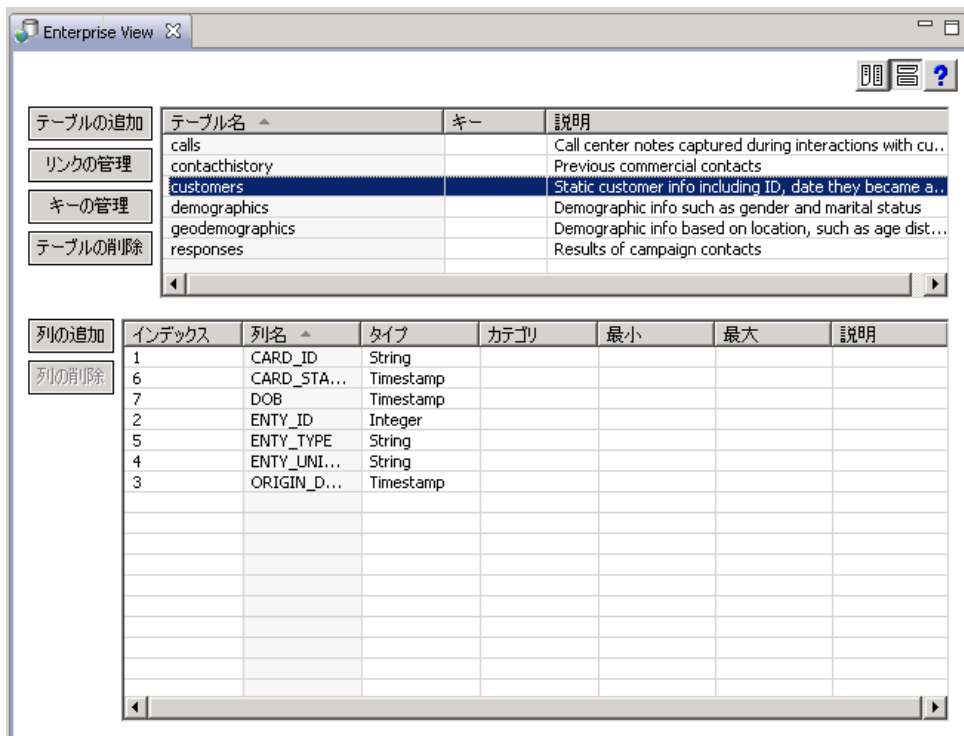 Enterprise View
?
テーブルの追加
リンクの管理
キーの管理
テーブルの削除
テーブル名 キー 説明
calls Call center notes captured during interactions with cu...
contacthistory Previous commercial contacts
customers Static customer info including ID, date they became a...
demographics Demographic info such as gender and marital status
geodemographics Demographic info based on location, such as age dist...
responses Results of campaign contacts
列の追加
列の削除
インデックス 列名 タイプ カテゴリ 最小 最大 説明
1 CARD_ID String
6 CARD_STA... Timestamp
7 DOB Timestamp
2 ENTY_ID Integer
5 ENTY_TYPE String
4 ENTY_UNI... String
3 ORIGIN_D... Timestamp